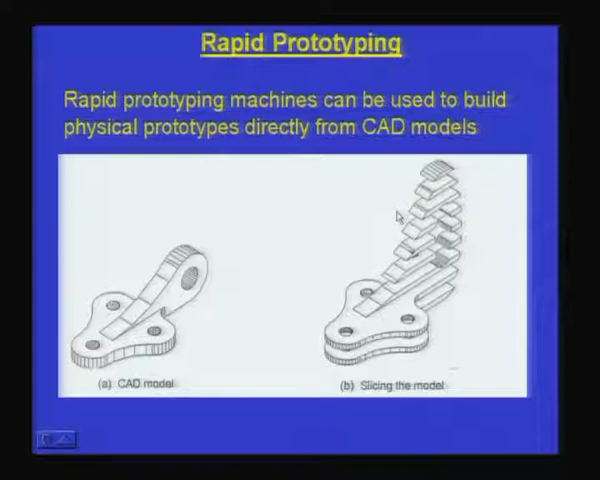 Rapid Prototyping
Rapid prototyping machines can be used to build
physical prototypes directly from CAD models
(a) CAD model
(b) Slicing the model